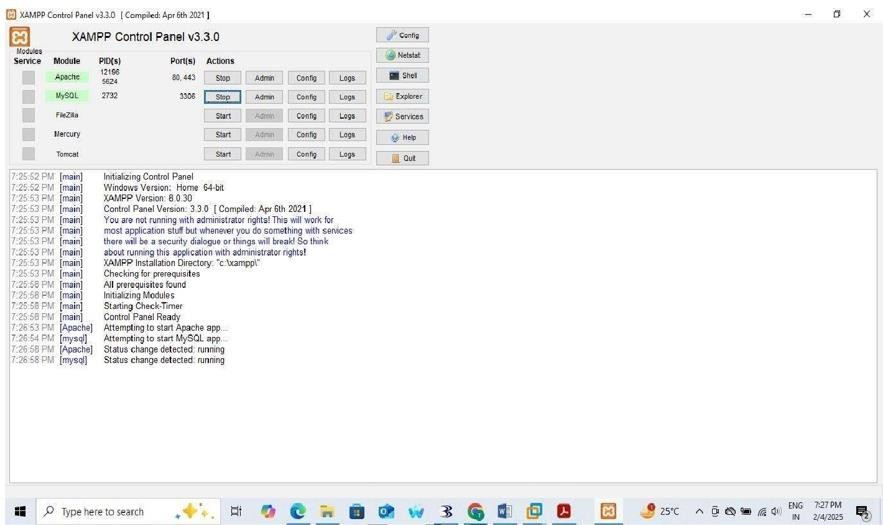 XAMPP Control Panel v3.3.0 [ Compiled: Apr 6th 2021 ]
XAMPP Control Panel v3.3.0
Config
Modules
Service Module PID(s) Port(s) Actions
Netstat
Apache 12166 5624 80, 443 Stop Admin Config Logs
Shell
MySQL 2732 3306 Stop Admin Config Logs
Explorer
FileZilla Start Admin Config Logs
Services
Mercury Start Admin Config Logs
Help
Tomcat Start Admin Config Logs
Quit
7:25:52 PM [main] Initializing Control Panel
7:25:52 PM [main] Windows Version: Home 64-bit
7:25:53 PM [main] XAMPP Version: 8.0.30
7:25:53 PM [main] Control Panel Version: 3.3.0 [ Compiled: Apr 6th 2021 ]
7:25:53 PM [main] You are not running with administrator rights! This will work for
7:25:53 PM [main] most application stuff but whenever you do something with services
7:25:53 PM [main] there will be a security dialogue or things will break! So think
7:25:53 PM [main] about running this application with administrator rights!
7:25:53 PM [main] XAMPP Installation Directory: "c:\xampp\"
7:25:53 PM [main] Checking for prerequisites
7:25:58 PM [main] All prerequisites found
7:25:58 PM [main] Initializing Modules
7:25:58 PM [main] Starting Check-Timer
7:25:58 PM [main] Control Panel Ready
7:26:53 PM [Apache] Attempting to start Apache app...
7:26:54 PM [mysql] Attempting to start MySQL app...
7:26:58 PM [Apache] Status change detected: running
7:26:58 PM [mysql] Status change detected: running
Type here to search
25°C
ENG
IN
7:27 PM
2/4/2025
2